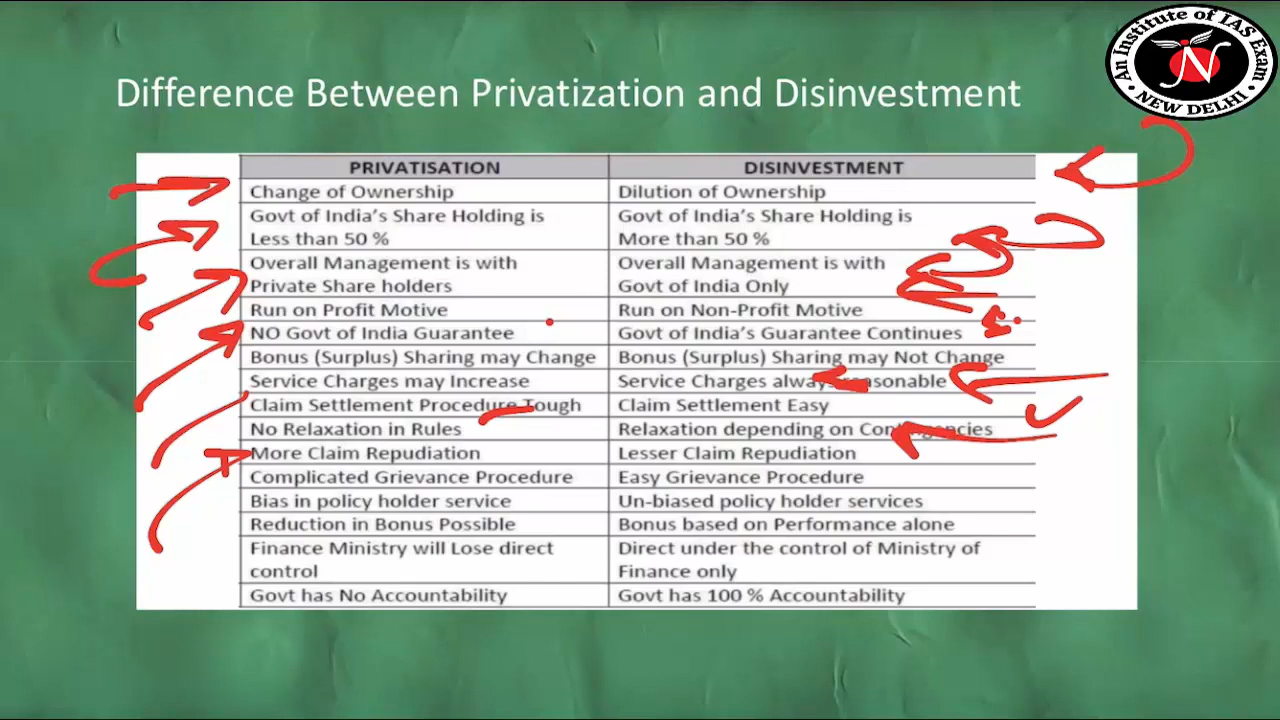 An Institute of IAS Exam
N
• NEW DELHI •
Difference Between Privatization and Disinvestment
PRIVATISATION DISINVESTMENT
Change of Ownership Dilution of Ownership
Govt of India's Share Holding is Govt of India's Share Holding is
Less than 50 % More than 50 %
Overall Management is with Overall Management is with
Private Share holders Govt of India Only
Run on Profit Motive Run on Non-Profit Motive
NO Govt of India Guarantee Govt of India's Guarantee Continues
Bonus (Surplus) Sharing may Change Bonus (Surplus) Sharing may Not Change
Service Charges may Increase Service Charges always reasonable
Claim Settlement Procedure Tough Claim Settlement Easy
No Relaxation in Rules Relaxation depending on Contingencies
More Claim Repudiation Lesser Claim Repudiation
Complicated Grievance Procedure Easy Grievance Procedure
Bias in policy holder service Un-biased policy holder services
Reduction in Bonus Possible Bonus based on Performance alone
Finance Ministry will Lose direct Direct under the control of Ministry of
control Finance only
Govt has No Accountability Govt has 100 % Accountability